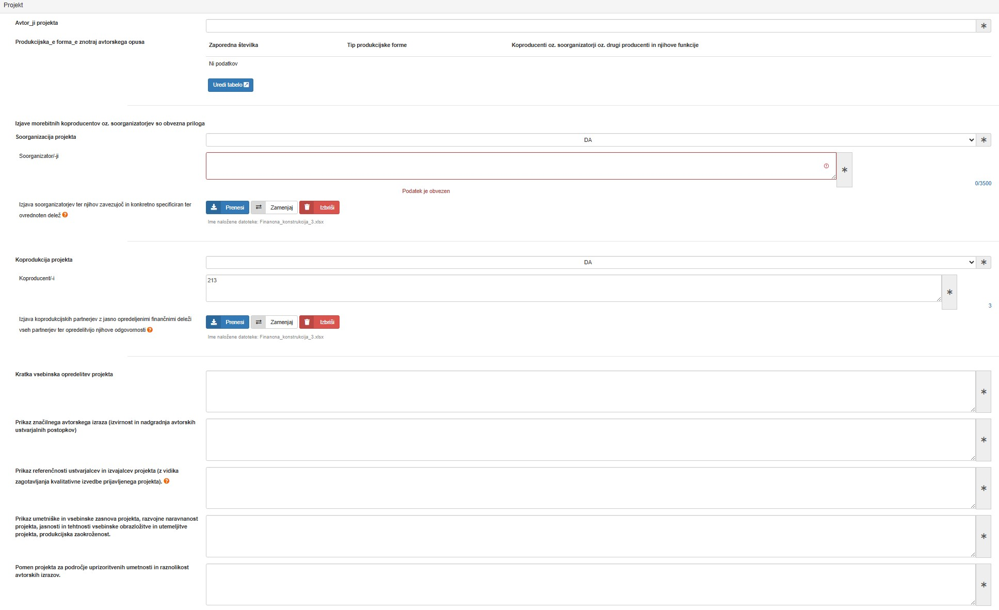 Projekt
Avtor_ji projekta
Produkcijska_e forma_e znotraj avtorskega opusa
Zaporedna številka Tip produkcijske forme Koproducenti oz. soorganizatorji oz. drugi producenti in njihove funkcije
Ni podatkov
Uredi tabelo
Izjave morebitnih koproducentov oz. soorganizatorjev so obvezna priloga
Soorganizacija projekta
DA
Soorganizator/-ji
0/3500
Podatek je obvezen
Izjava soorganizatorjev ter njihov zavezujoč in konkretno specificiran ter
ovrednoten delež
Prenesi Zamenjaj Izbriši
Ime naložene datoteke: Financna_konstrukcija_3.xlsx
Koprodukcija projekta
DA
Koproducent/-i
213
3
Izjava koprodukcijskih partnerjev z jasno opredeljenimi finančnimi deleži
vseh partnerjev ter opredelitvijo njihove odgovornosti
Prenesi Zamenjaj Izbriši
Ime naložene datoteke: Financna_konstrukcija_3.xlsx
Kratka vsebinska opredelitev projekta
Prikaz značilnega avtorskega izraza (izvirnost in nadgradnja avtorskih
ustvarjalnih postopkov)
Prikaz referenčnosti ustvarjalcev in izvajalcev projekta (z vidika
zagotavljanja kvalitativne izvedbe prijavljenega projekta).
Prikaz umetniške in vsebinske zasnova projekta, razvojne naravnanost
projekta, jasnosti in tehtnosti vsebinske obrazložitve in utemeljitve
projekta, produkcijska zaokroženost.
Pomen projekta za področje uprizoritvenih umetnosti in raznolikost
avtorskih izrazov.